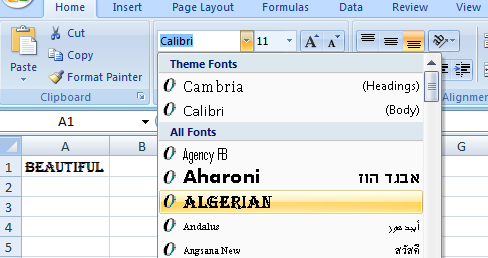 Home Insert Page Layout Formulas Data Review View
Cut
Copy
Paste
Format Painter
Clipboard
Calibri 11 A A
Alignment
Theme Fonts
Cambria (Headings)
Calibri (Body)
All Fonts
Agency FB
Aharoni אבגד הוז
ALGERIAN
Andalus أبجد هوز
Angsana New สวัสดี
A1
A B G
1 BEAUTIFUL
2
3
4
5